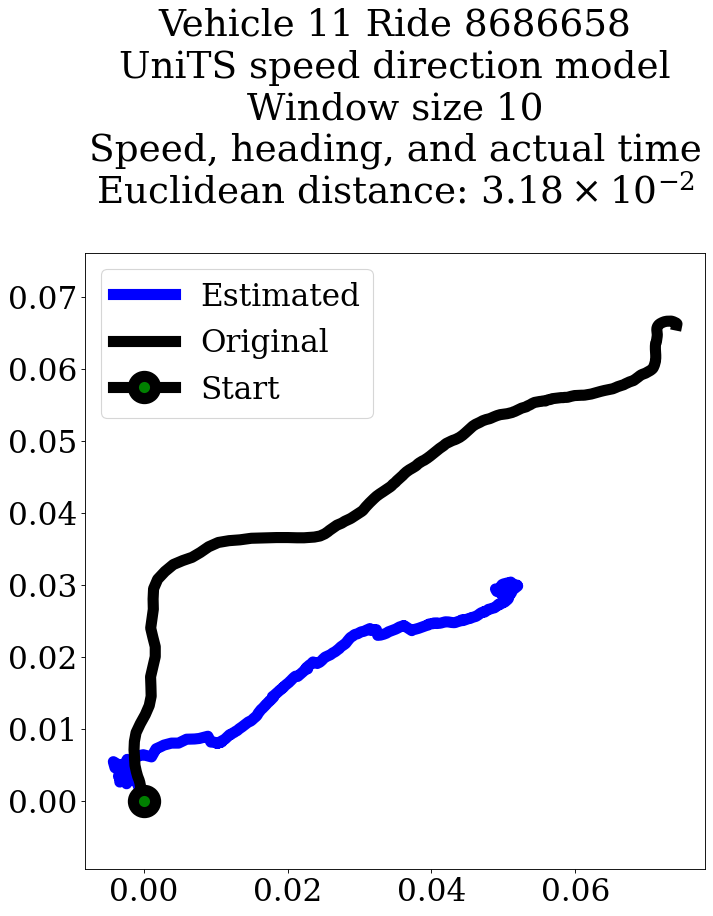 Vehicle 11 Ride 8686658
UniTS speed direction model
Window size 10
Speed, heading, and actual time
Euclidean distance: 3.18 × 10⁻²
Estimated
Original
Start
0.07
0.06
0.05
0.04
0.03
0.02
0.01
0.00
0.00 0.02 0.04 0.06